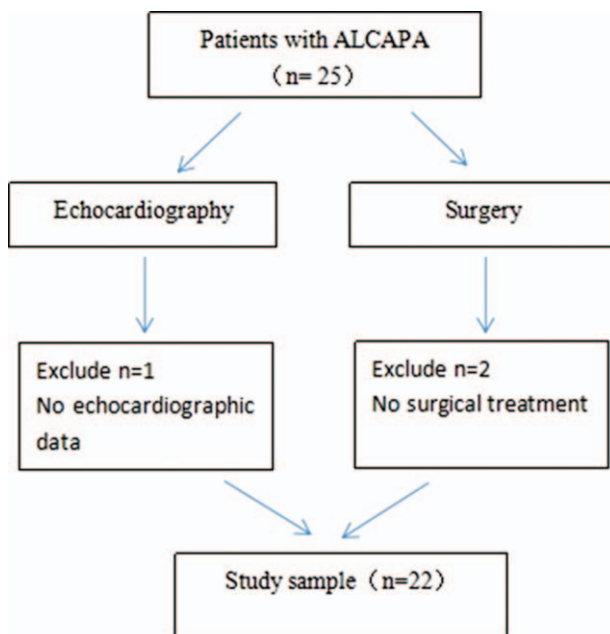 Patients with ALCAPA
（n= 25）
Echocardiography
Surgery
Exclude n=1
No echocardiographic
data
Exclude n=2
No surgical treatment
Study sample（n=22）